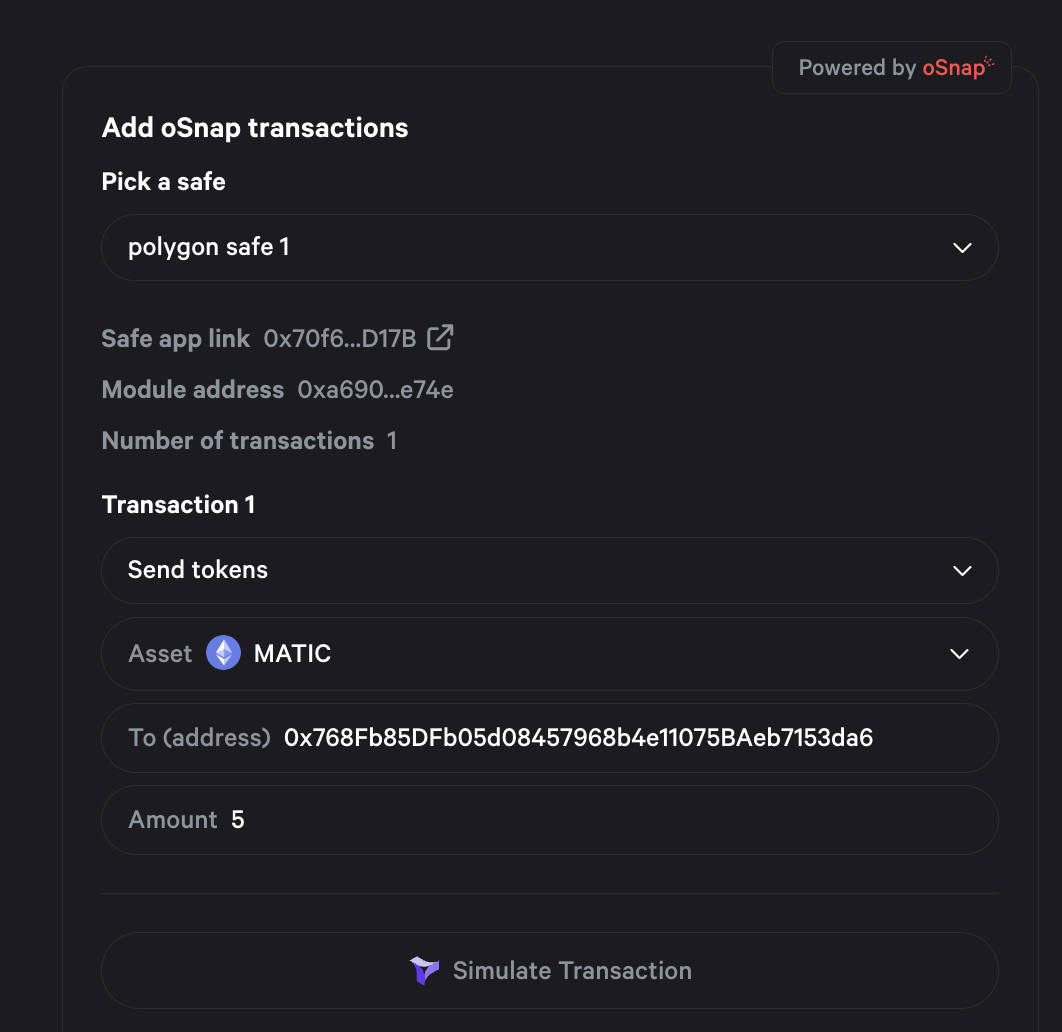 Powered by oSnap
Add oSnap transactions
Pick a safe
polygon safe 1
Safe app link 0x70f6...D17B
Module address 0xa690...e74e
Number of transactions 1
Transaction 1
Send tokens
Asset MATIC
To (address) 0x768Fb85DFb05d08457968b4e11075BAeb7153da6
Amount 5
Simulate Transaction